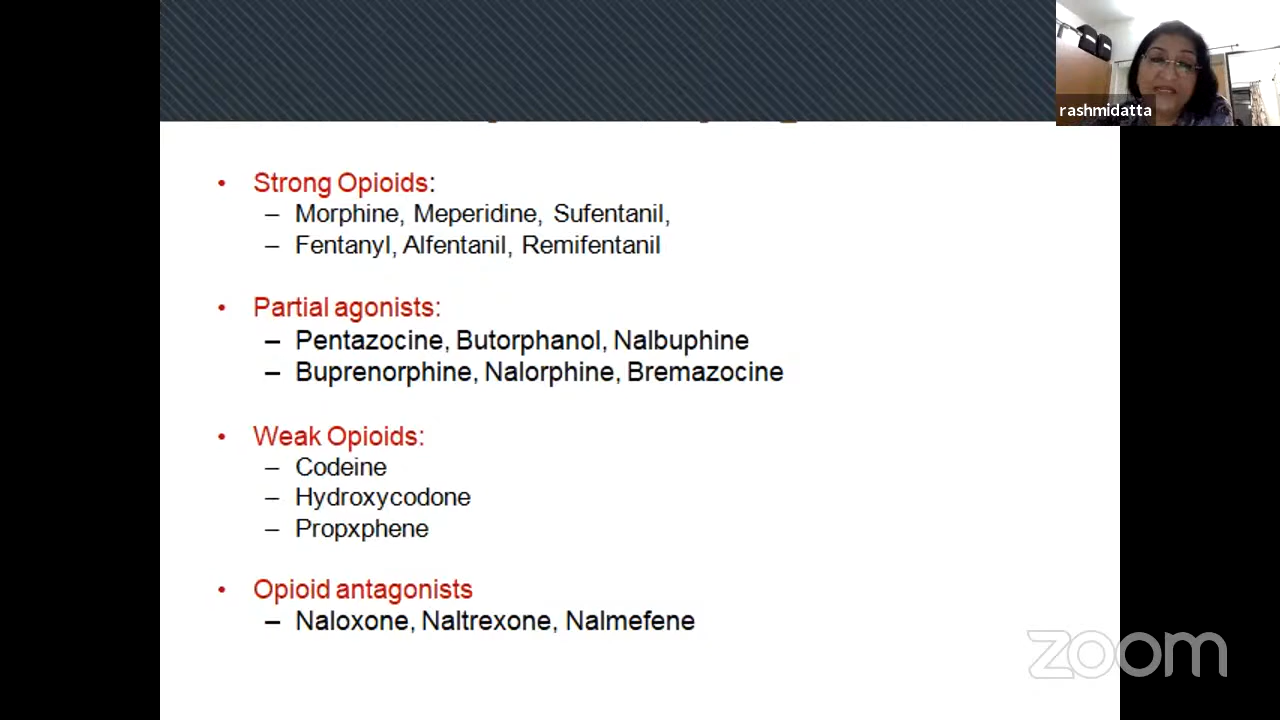 rashmidatta
• Strong Opioids:
– Morphine, Meperidine, Sufentanil,
– Fentanyl, Alfentanil, Remifentanil
• Partial agonists:
– Pentazocine, Butorphanol, Nalbuphine
– Buprenorphine, Nalorphine, Bremazocine
• Weak Opioids:
– Codeine
– Hydroxycodone
– Propxphene
• Opioid antagonists
– Naloxone, Naltrexone, Nalmefene
zoom